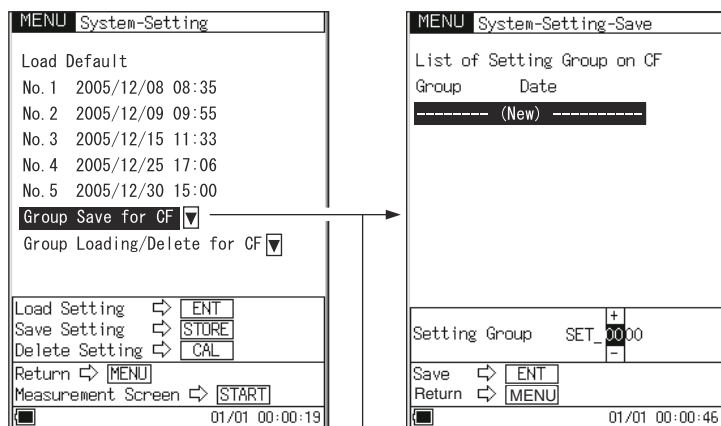 MENU System-Setting
Load Default
No.1 2005/12/08 08:35
No.2 2005/12/09 09:55
No.3 2005/12/15 11:33
No.4 2005/12/25 17:06
No.5 2005/12/30 15:00
Group Save for CF ▼
Group Loading/Delete for CF ▼
Load Setting ⇨ ENT
Save Setting ⇨ STORE
Delete Setting ⇨ CAL
Return ⇨ MENU
Measurement Screen ⇨ START
01/01 00:00:19
MENU System-Setting-Save
List of Setting Group on CF
Group Date
-------- (New) ----------
+
Setting Group SET_0000
-
Save ⇨ ENT
Return ⇨ MENU
01/01 00:00:46